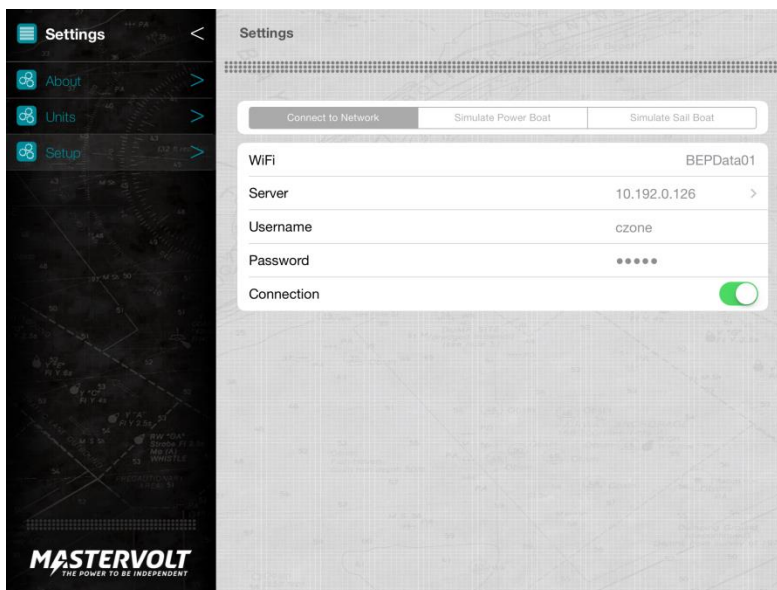 Settings <
About >
Units >
Setup >
MASTERVOLT
THE POWER TO BE INDEPENDENT
Settings
Connect to Network Simulate Power Boat Simulate Sail Boat
WiFi BEPData01
Server 10.192.0.126 >
Username czone
Password •••••
Connection